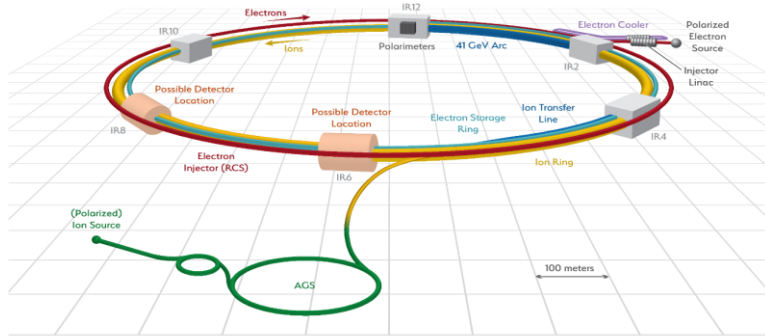 IR12
Electrons
IR10
Ions
Polarimeters
41 GeV Arc
Electron Cooler
Polarized
Electron
Source
IR2
Injector
Linac
Possible Detector
Location
Possible Detector
Location
Electron Storage
Ring
Ion Transfer
Line
IR8
IR4
Electron
Injector (RCS)
IR6
Ion Ring
(Polarized)
Ion Source
AGS
100 meters